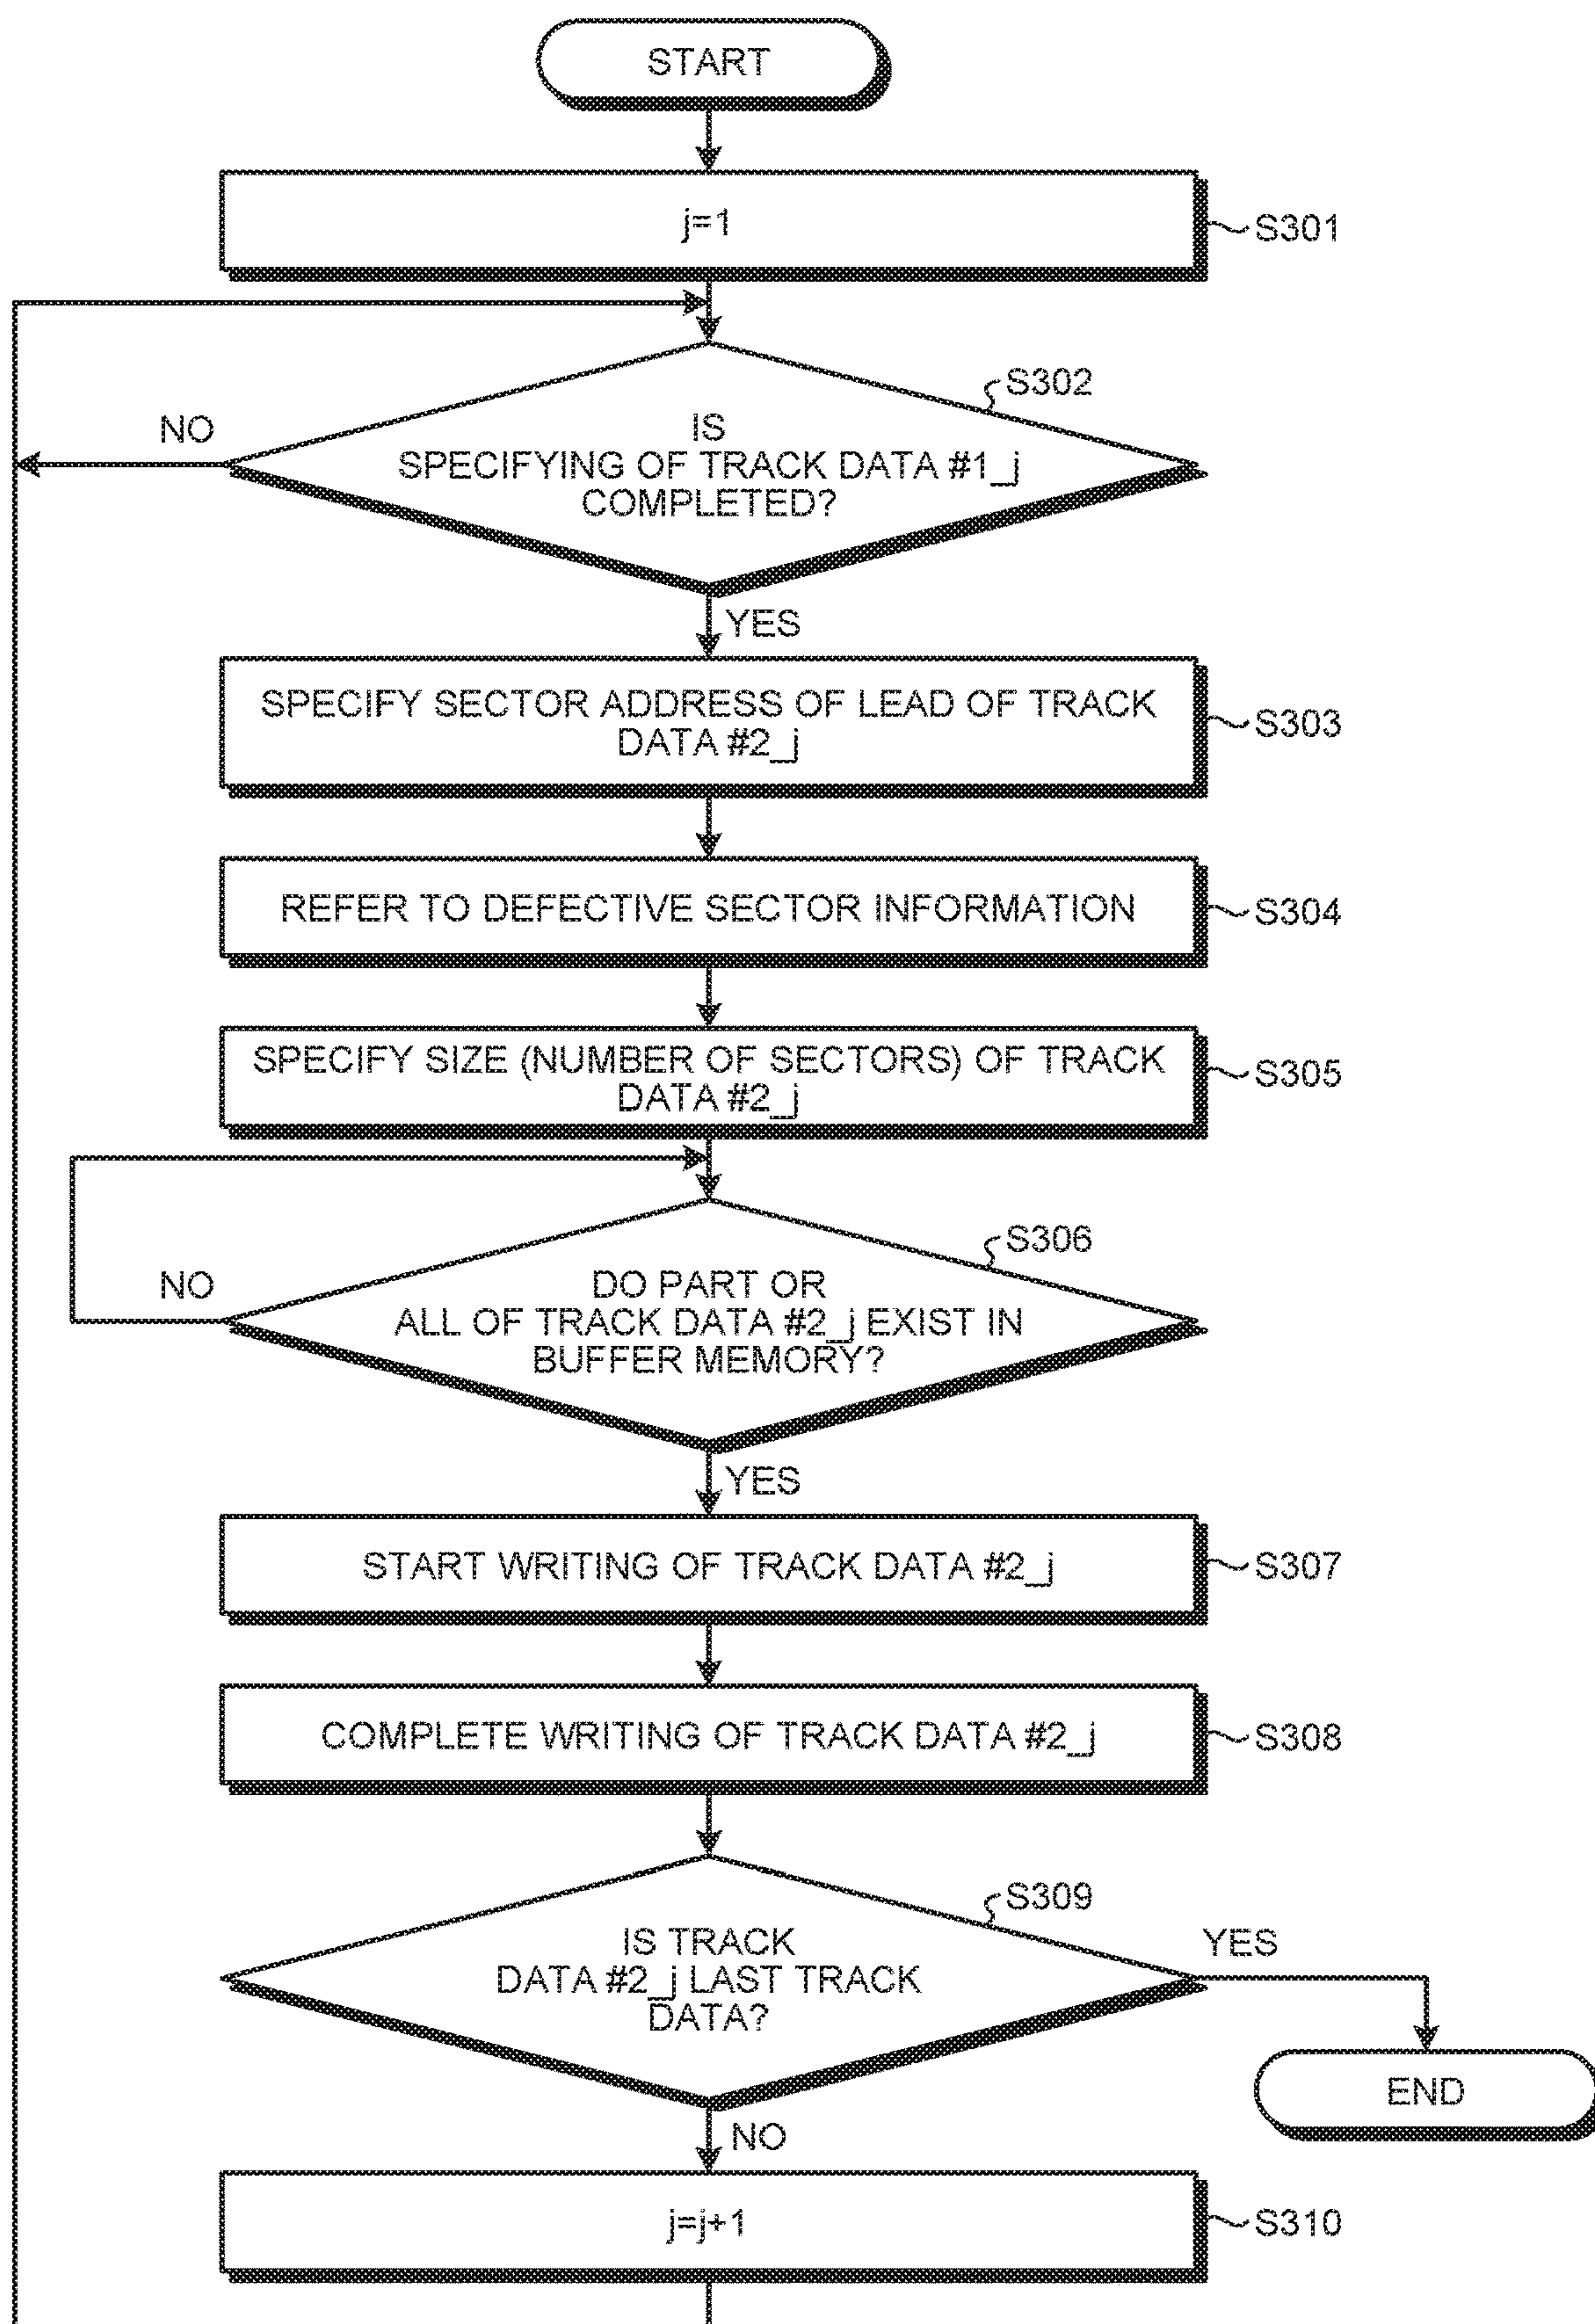 START
j=1
S301
S302
NO
IS
SPECIFYING OF TRACK DATA #1_j
COMPLETED?
YES
SPECIFY SECTOR ADDRESS OF LEAD OF TRACK
DATA #2_j
S303
REFER TO DEFECTIVE SECTOR INFORMATION
S304
SPECIFY SIZE (NUMBER OF SECTORS) OF TRACK
DATA #2_j
S305
S306
NO
DO PART OR
ALL OF TRACK DATA #2_j EXIST IN
BUFFER MEMORY?
YES
START WRITING OF TRACK DATA #2_j
S307
COMPLETE WRITING OF TRACK DATA #2_j
S308
S309
IS TRACK
DATA #2_j LAST TRACK
DATA?
YES
END
NO
j=j+1
S310